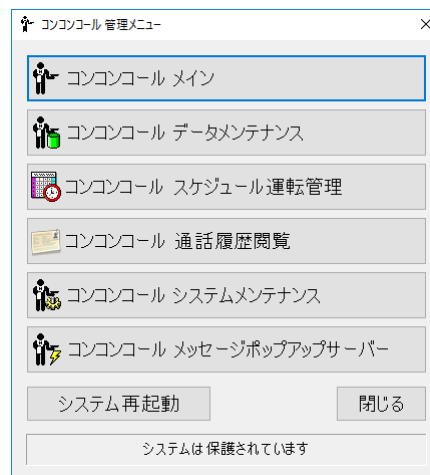 コンコンコール 管理メニュー
コンコンコール メイン
コンコンコール データメンテナンス
コンコンコール スケジュール運転管理
コンコンコール 通話履歴閲覧
コンコンコール システムメンテナンス
コンコンコール メッセージポップアップサーバー
システム再起動 閉じる
システムは保護されています